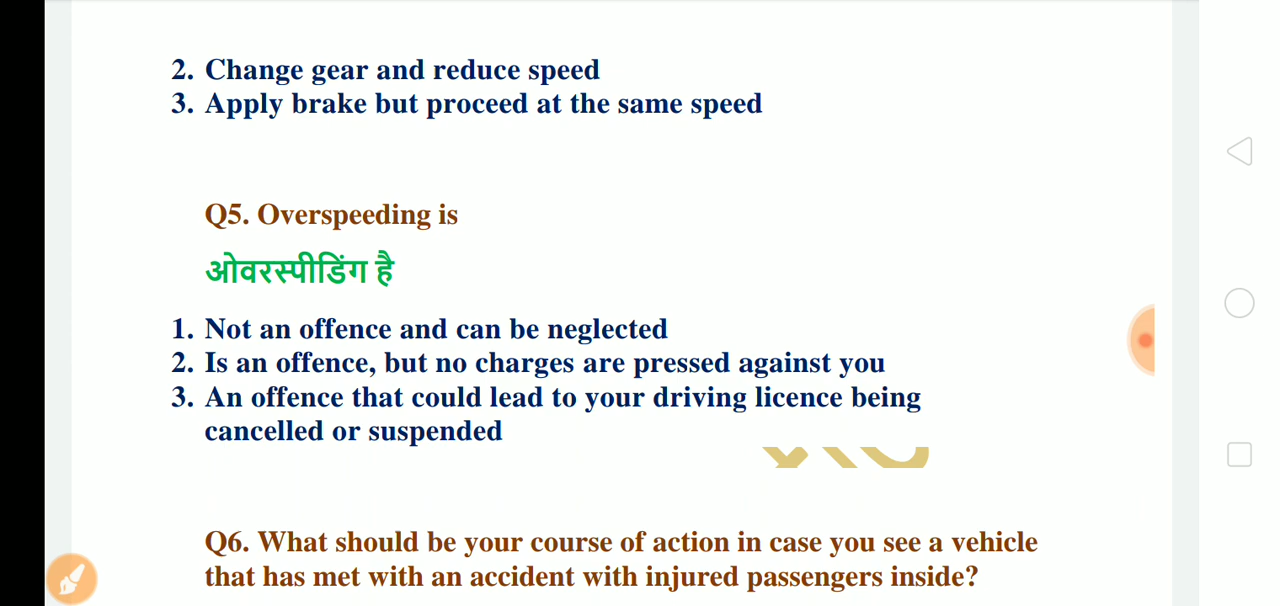 2. Change gear and reduce speed
3. Apply brake but proceed at the same speed
Q5. Overspeeding is
ओवरस्पीडिंग है
1. Not an offence and can be neglected
2. Is an offence, but no charges are pressed against you
3. An offence that could lead to your driving licence being
cancelled or suspended
Q6. What should be your course of action in case you see a vehicle
that has met with an accident with injured passengers inside?